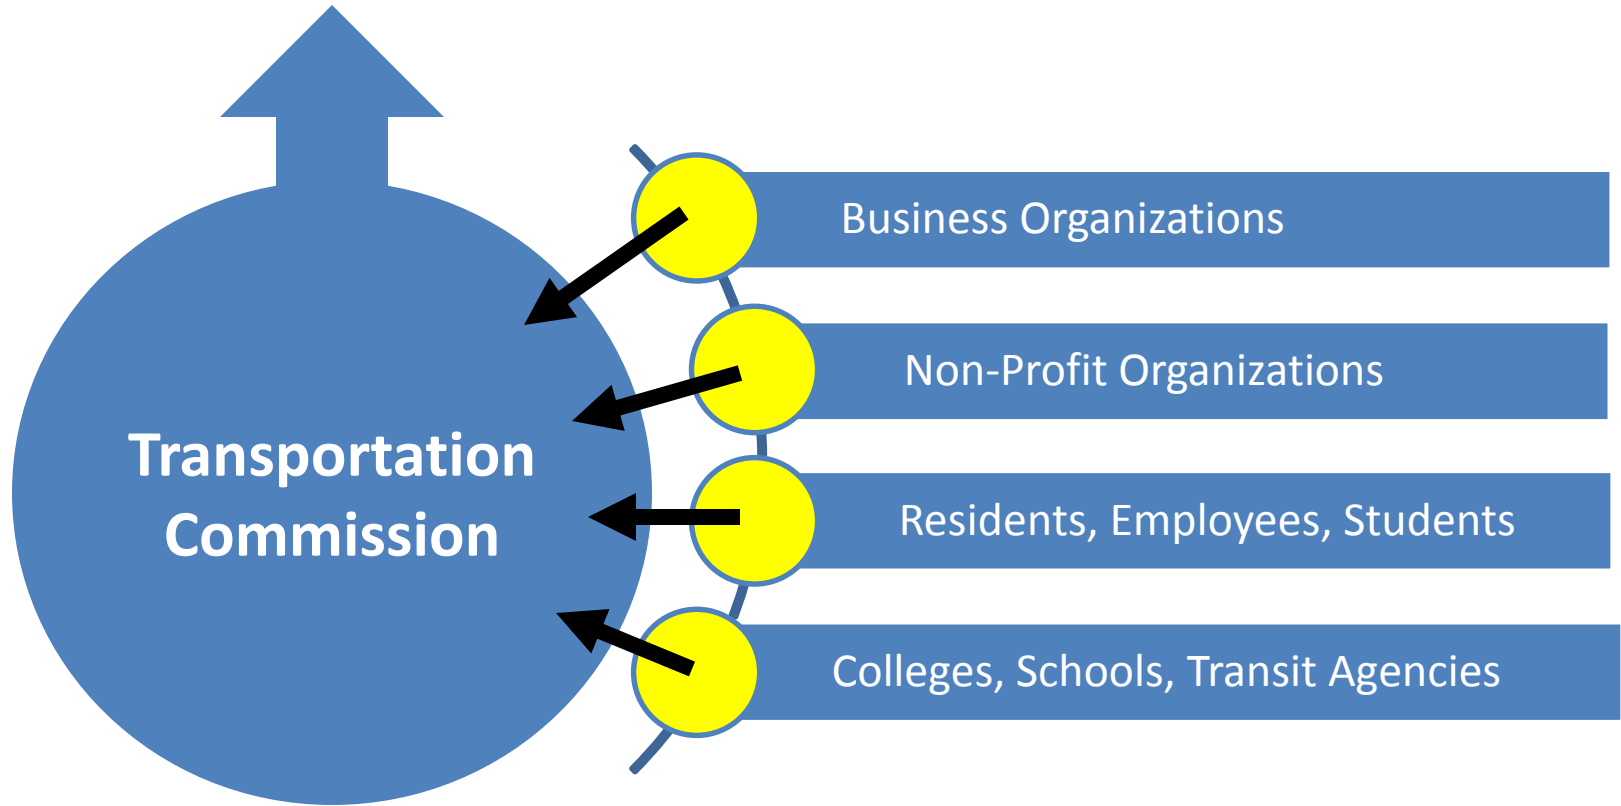 Transportation
Commission
Business Organizations
Non-Profit Organizations
Residents, Employees, Students
Colleges, Schools, Transit Agencies